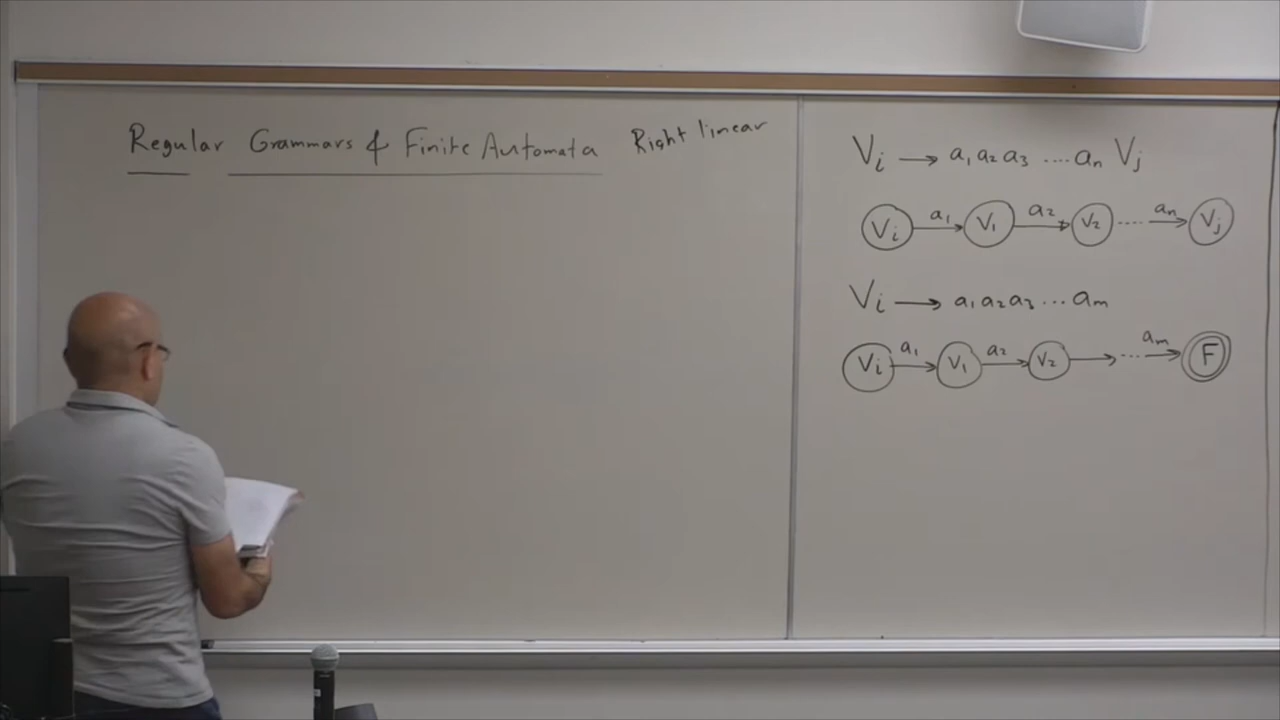 Regular Grammars & Finite Automata Right linear
Vi → a1 a2 a3 .... an Vj
Vi a1 V1 a2 V2 .... an Vj
Vi → a1 a2 a3 ... am
Vi a1 V1 a2 V2 ... am F